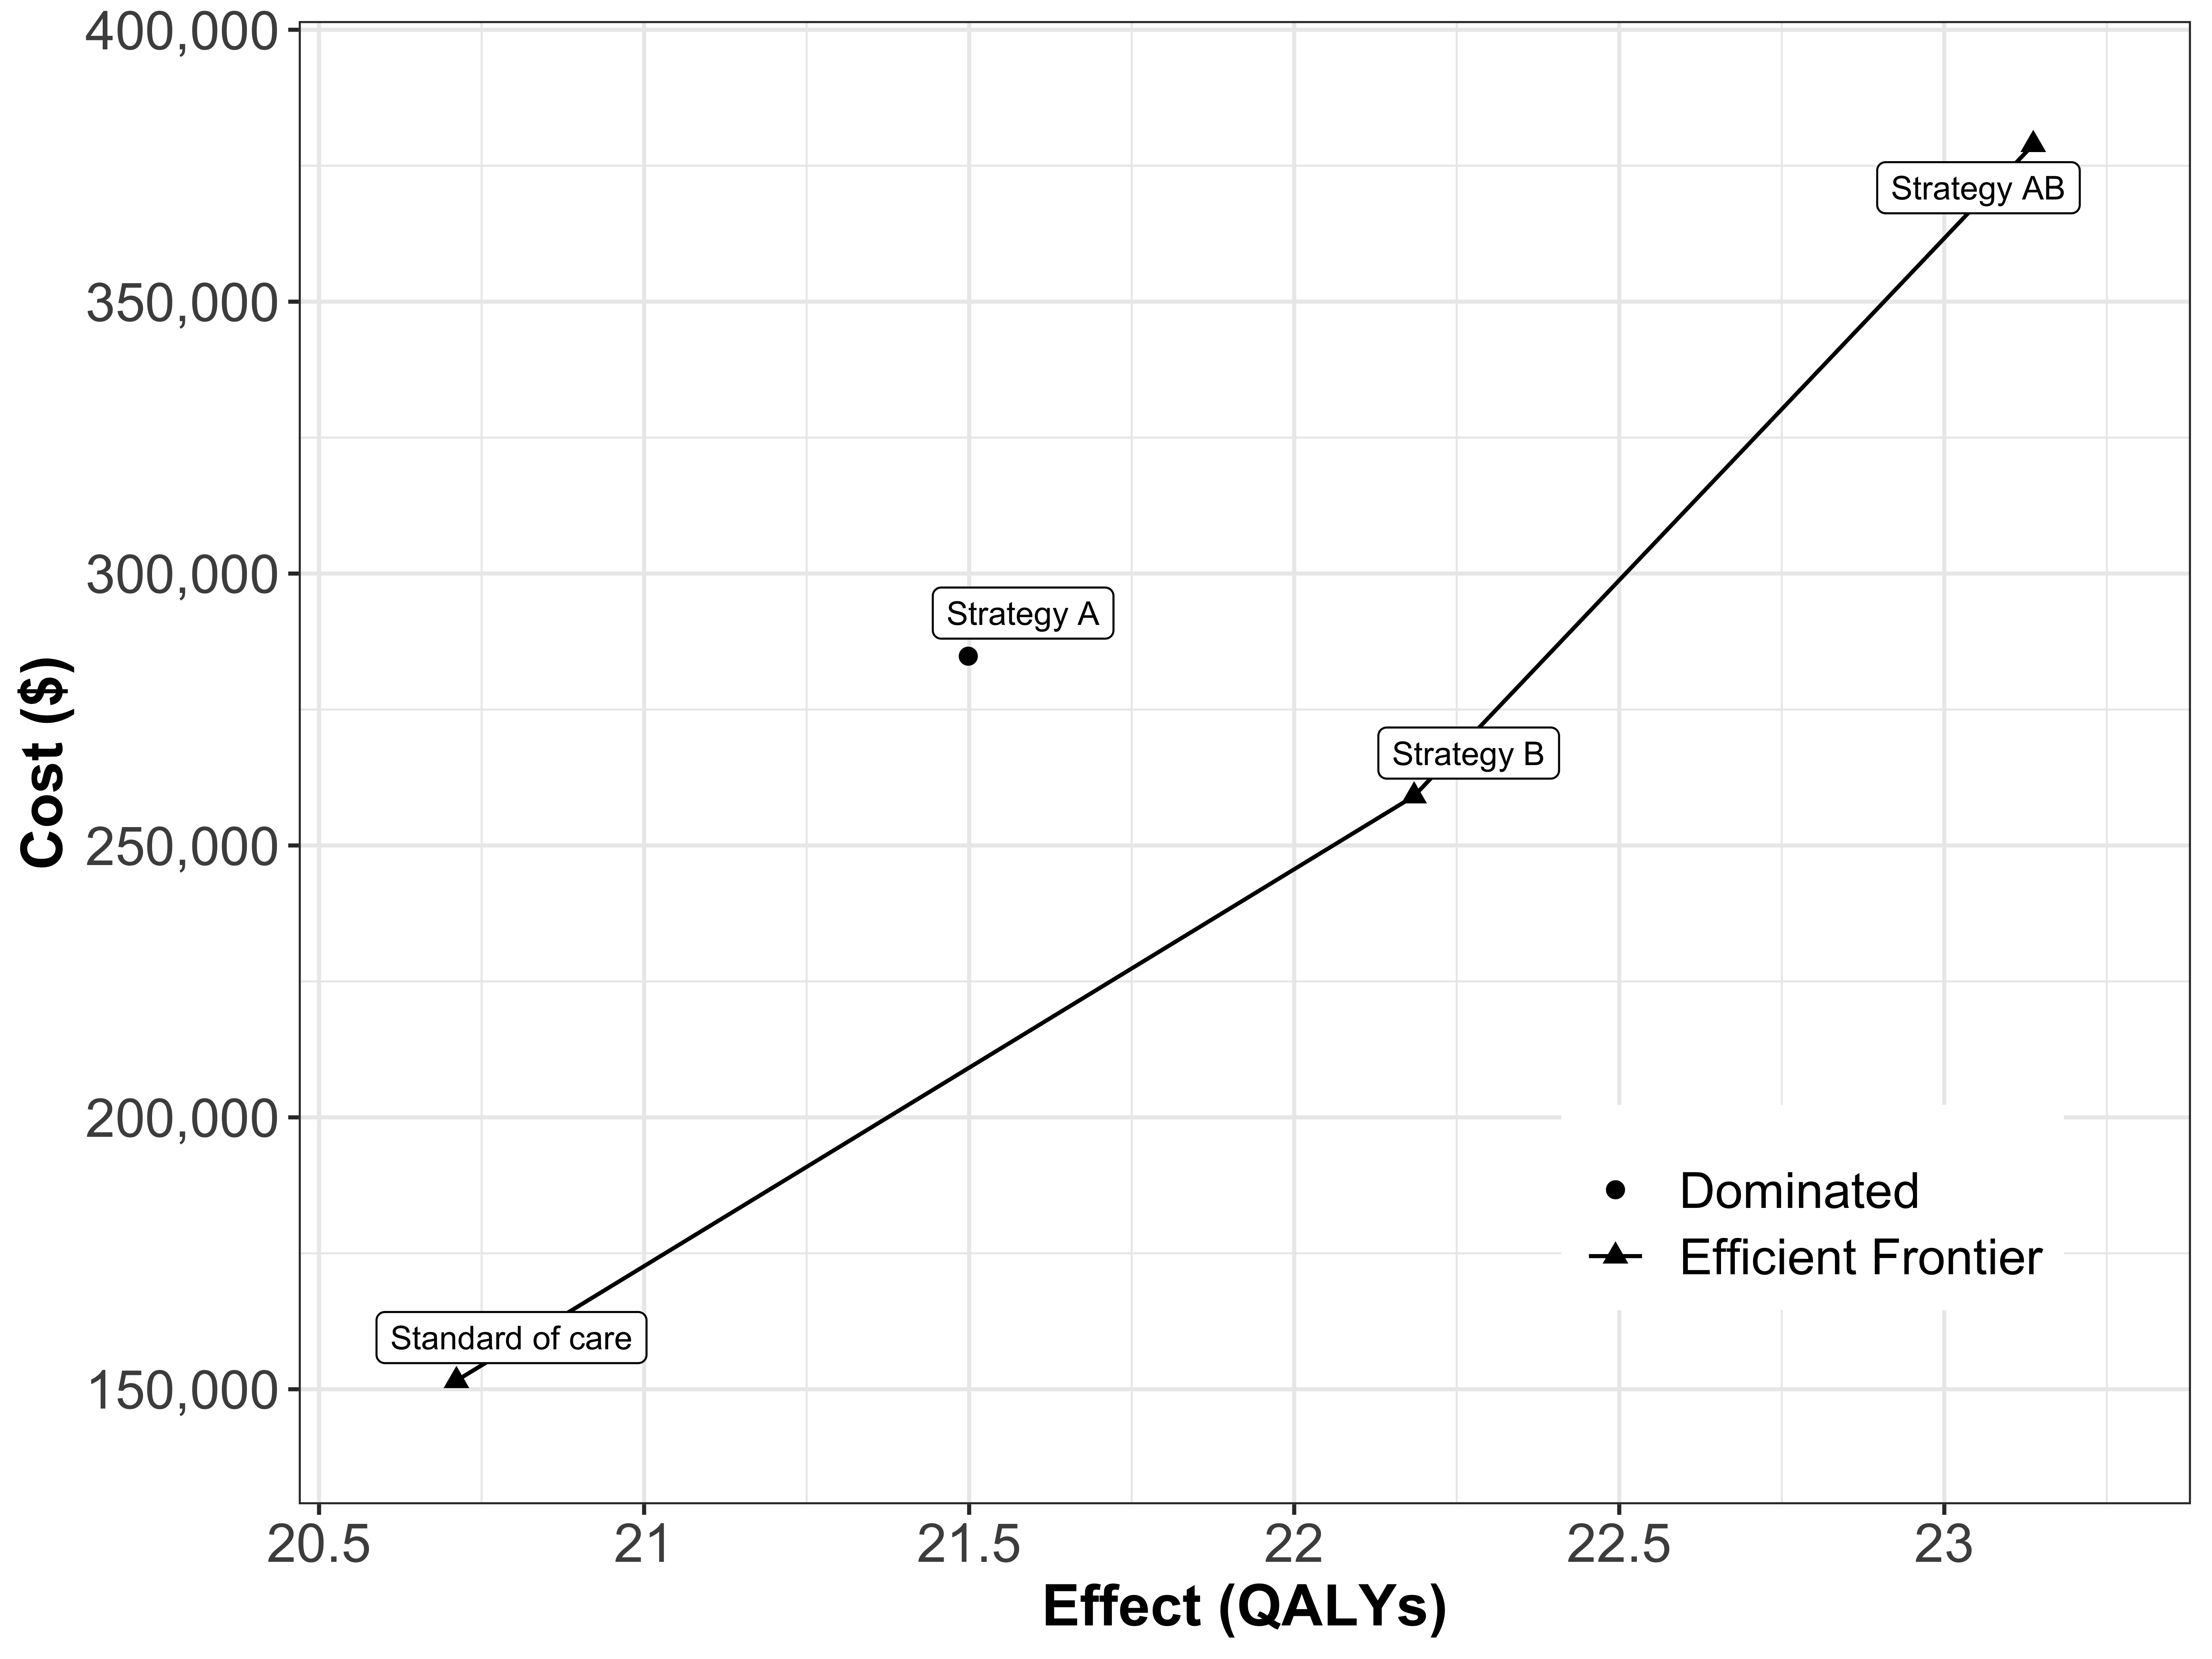 400,000
350,000
300,000
250,000
200,000
150,000
Cost ($)
Strategy AB
Strategy A
Strategy B
Standard of care
Dominated
Efficient Frontier
20.5 21 21.5 22 22.5 23
Effect (QALYs)